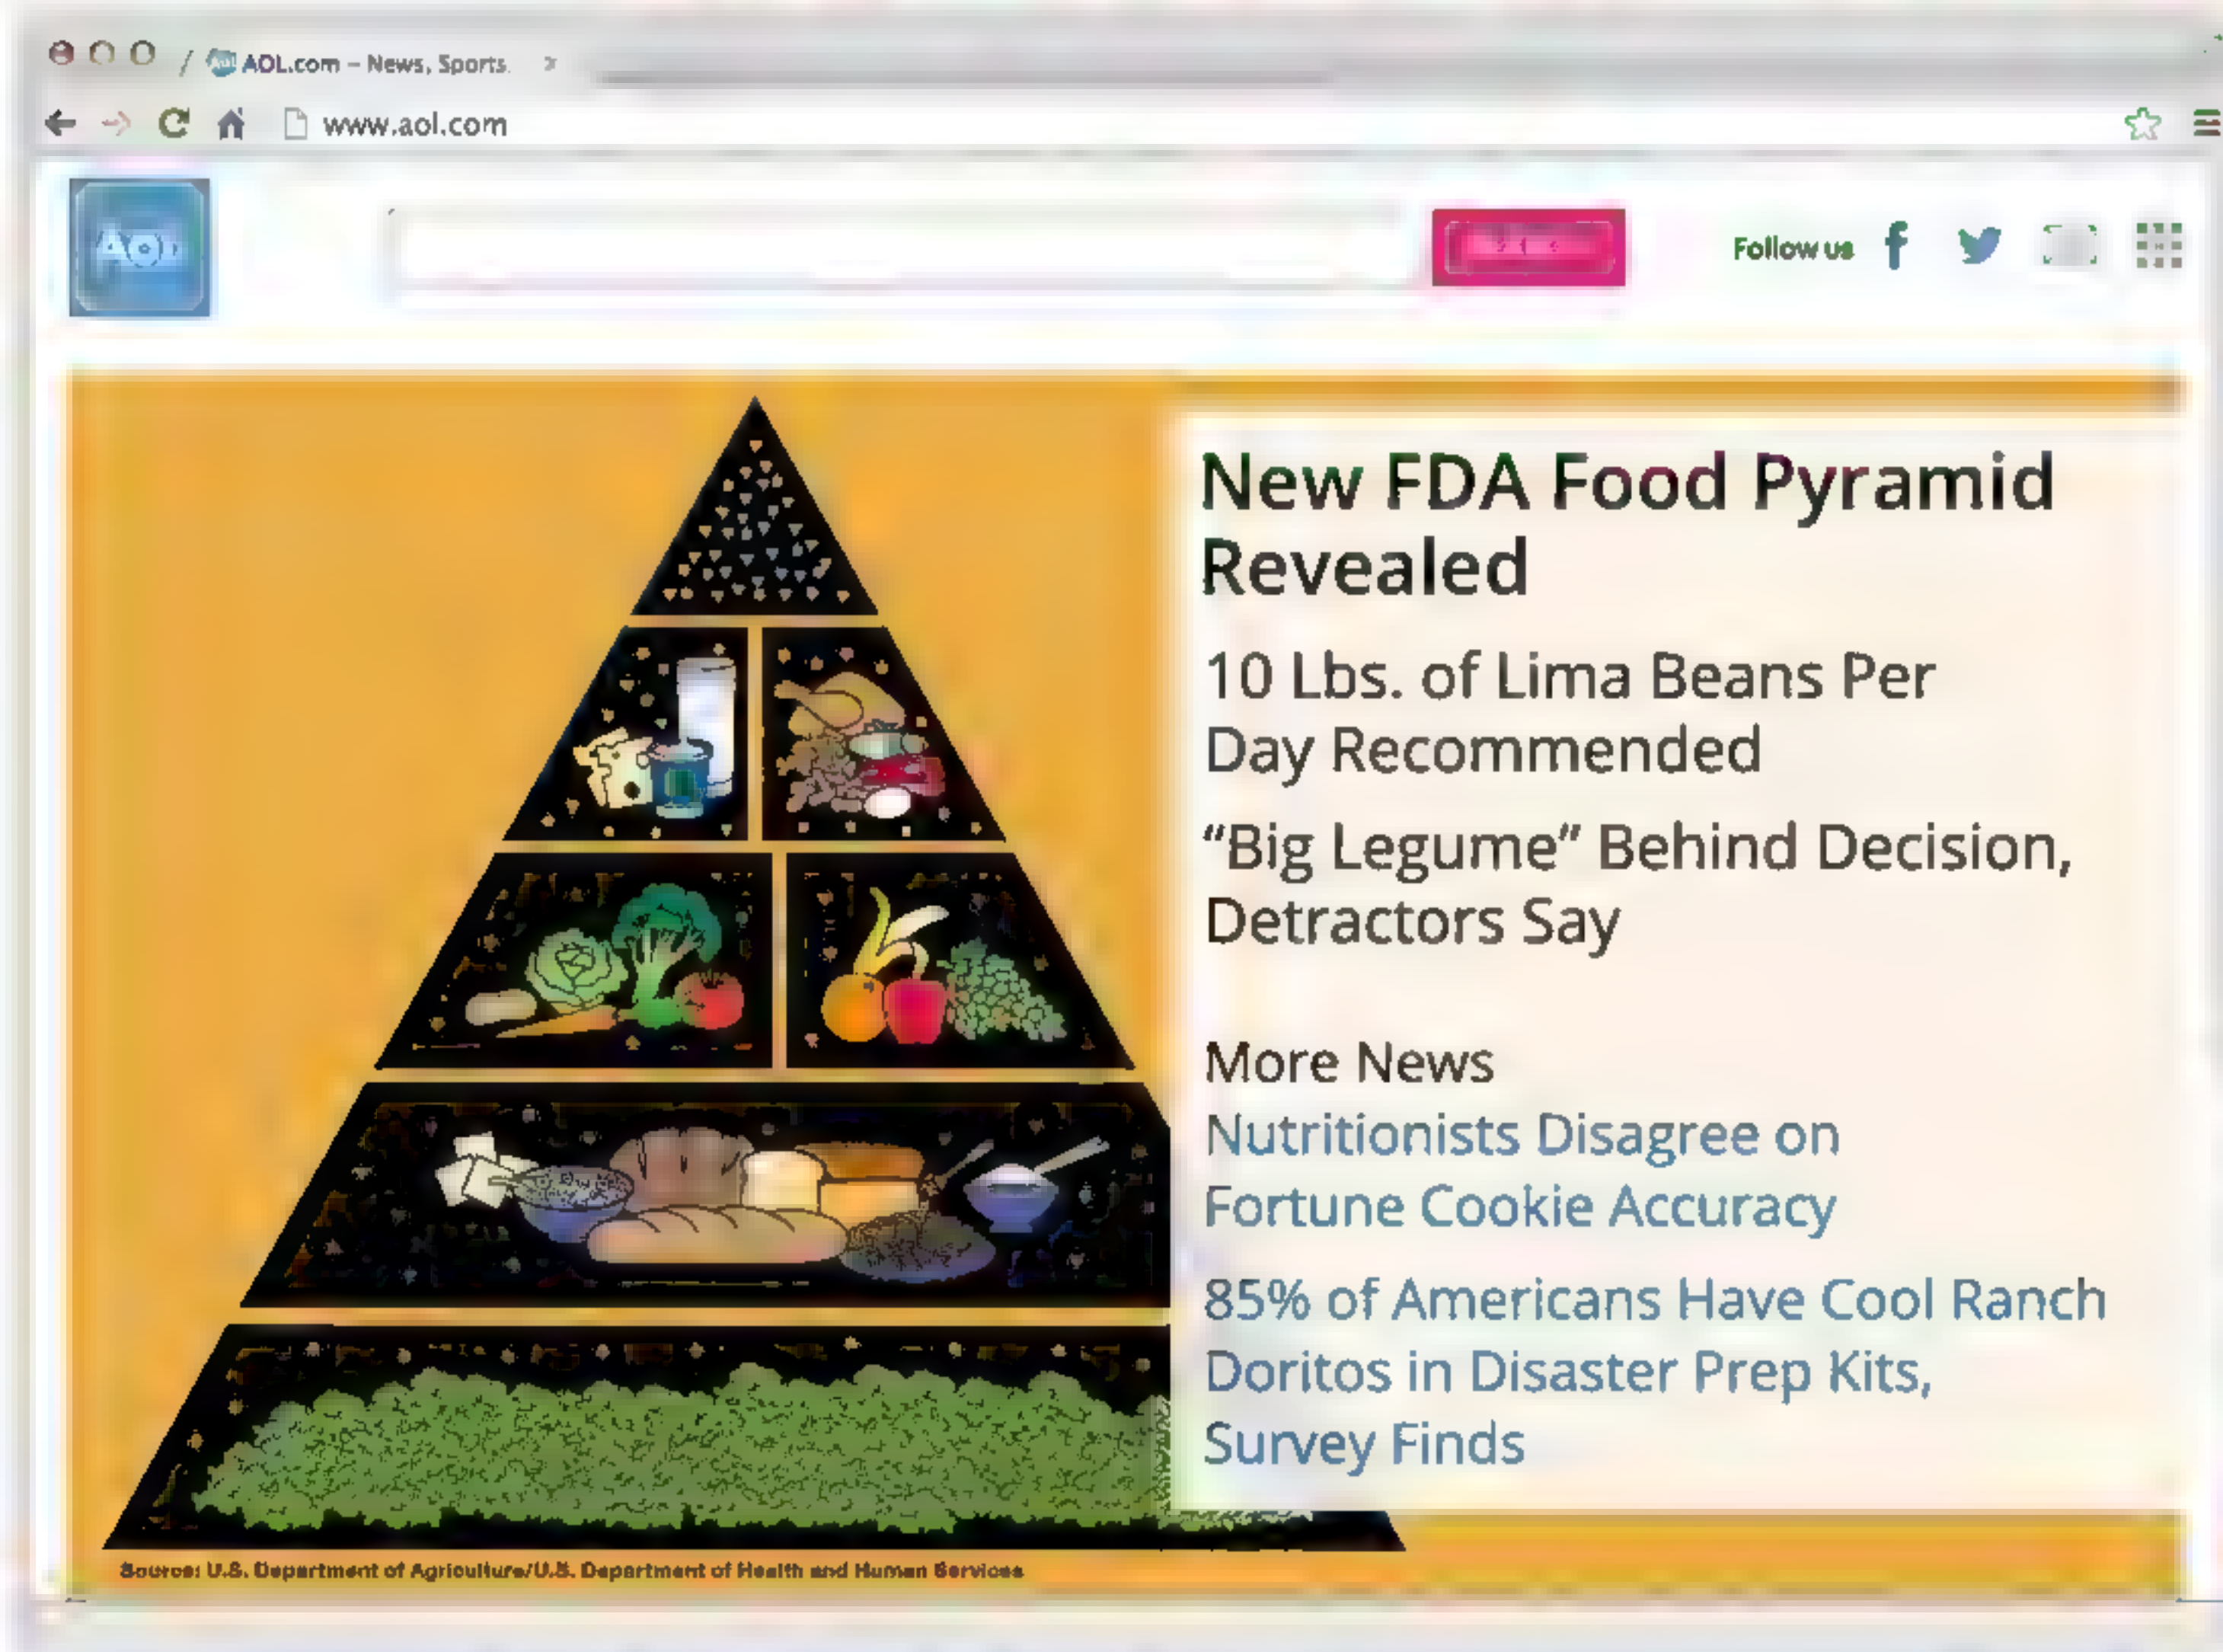 AOL.com – News, Sports
www.aol.com
Aol.
Follow us
New FDA Food Pyramid
Revealed
10 Lbs. of Lima Beans Per
Day Recommended
“Big Legume” Behind Decision,
Detractors Say
More News
Nutritionists Disagree on
Fortune Cookie Accuracy
85% of Americans Have Cool Ranch
Doritos in Disaster Prep Kits,
Survey Finds
Source: U.S. Department of Agriculture/U.S. Department of Health and Human Services